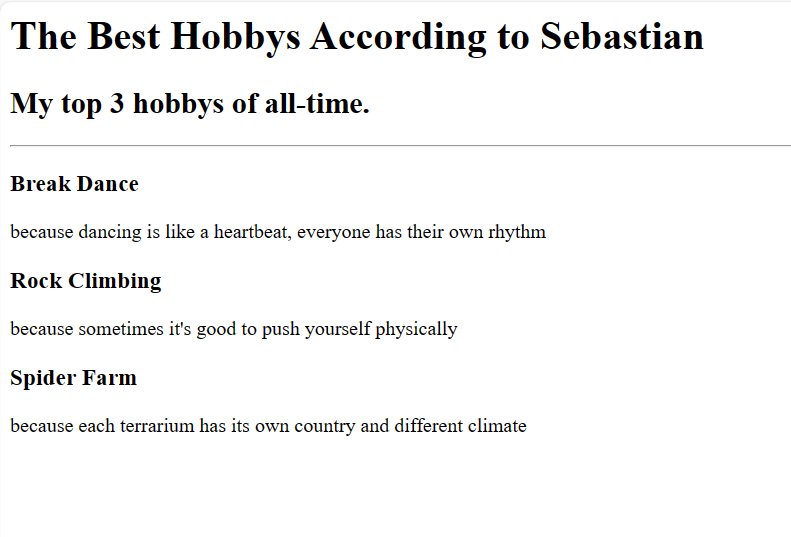 The Best Hobbys According to Sebastian
My top 3 hobbys of all-time.
Break Dance
because dancing is like a heartbeat, everyone has their own rhythm
Rock Climbing
because sometimes it's good to push yourself physically
Spider Farm
because each terrarium has its own country and different climate